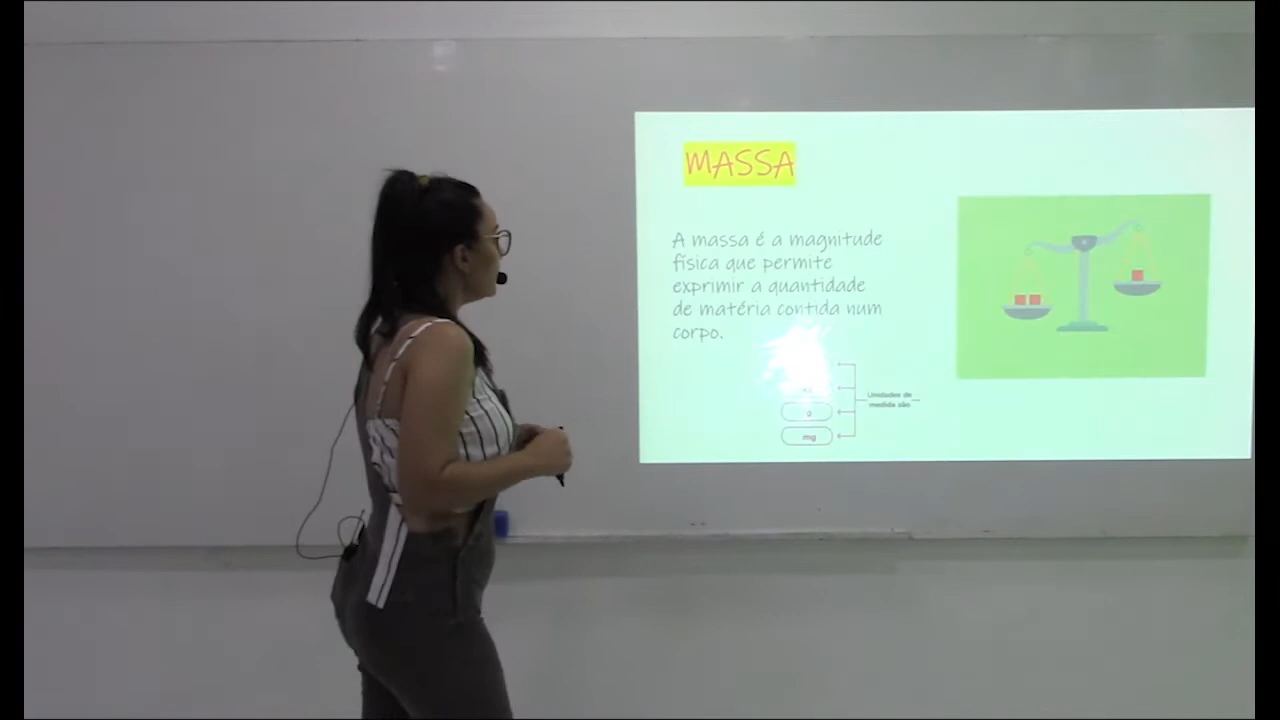 MASSA
A massa é a magnitude
física que permite
exprimir a quantidade
de matéria contida num
corpo.
g
mg
Unidades de
medida são